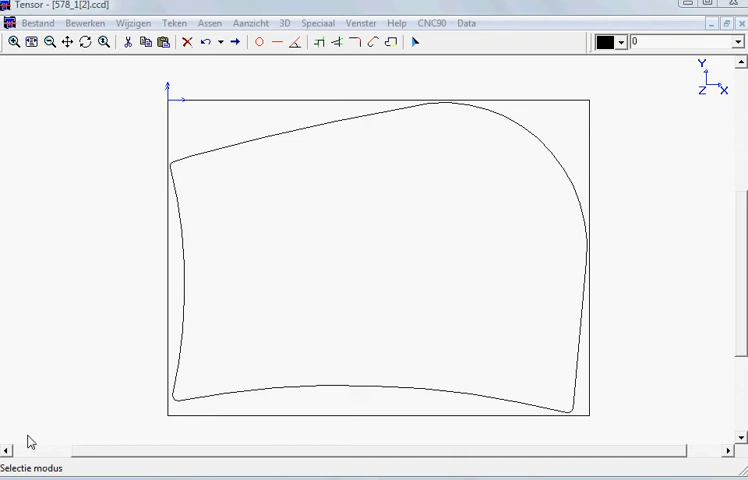 Tensor - [578_1[2].ccd]
Bestand Bewerken Wijzigen Teken Assen Aanzicht 3D Speciaal Venster Help CNC90 Data
0
Y
Z X
Selectie modus